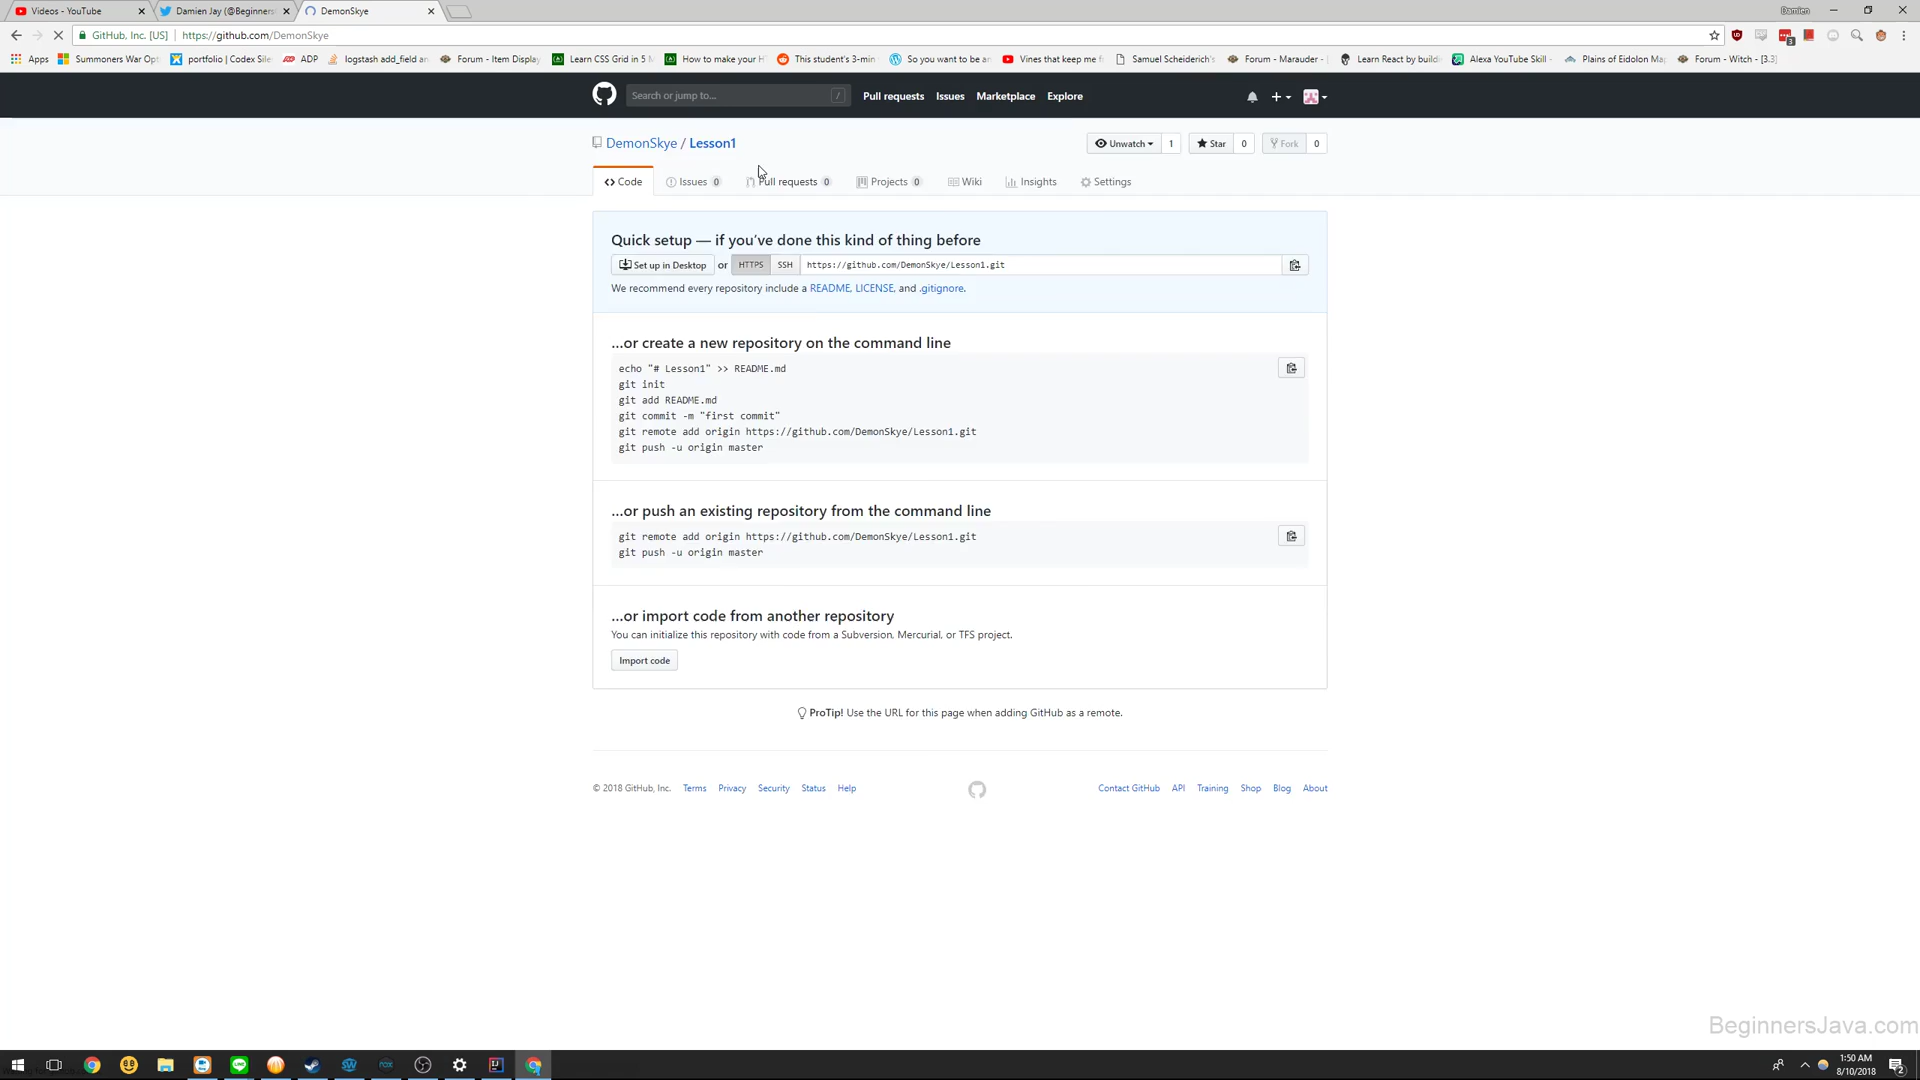 Videos - YouTube
Damien Jay (@Beginners
DemonSkye
Damien
GitHub, Inc. [US] https://github.com/DemonSkye
Apps Summoners War Opt portfolio | Codex Sile ADP logstash add_field an Forum - Item Display Learn CSS Grid in 5 M How to make your H This student's 3-min So you want to be an Vines that keep me f Samuel Scheiderich's Forum - Marauder - Learn React by build Alexa YouTube Skill - Plains of Eidolon Ma Forum - Witch - [3.3]
Search or jump to... / Pull requests Issues Marketplace Explore
DemonSkye / Lesson1
Unwatch 1 Star 0 Fork 0
Code Issues 0 Pull requests 0 Projects 0 Wiki Insights Settings
Quick setup — if you've done this kind of thing before
Set up in Desktop or HTTPS SSH https://github.com/DemonSkye/Lesson1.git
We recommend every repository include a README, LICENSE, and .gitignore.
…or create a new repository on the command line
echo "# Lesson1" >> README.md
git init
git add README.md
git commit -m "first commit"
git remote add origin https://github.com/DemonSkye/Lesson1.git
git push -u origin master
…or push an existing repository from the command line
git remote add origin https://github.com/DemonSkye/Lesson1.git
git push -u origin master
…or import code from another repository
You can initialize this repository with code from a Subversion, Mercurial, or TFS project.
Import code
ProTip! Use the URL for this page when adding GitHub as a remote.
© 2018 GitHub, Inc. Terms Privacy Security Status Help
Contact GitHub API Training Shop Blog About
BeginnersJava.com
1:50 AM
8/10/2018